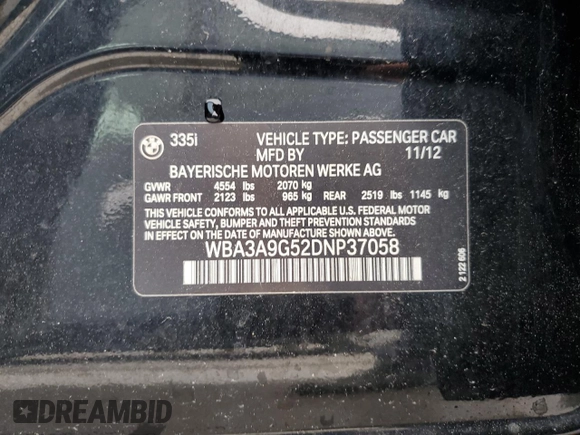 335I VEHICLE TYPE: PASSENGER CAR
MFD BY 11/12
BAYERISCHE MOTOREN WERKE AG
GVWR 4554 lbs 2070 kg
GAWR FRONT 2123 lbs 965 kg REAR 2519 lbs 1145 kg
THIS VEHICLE CONFORMS TO ALL APPLICABLE U.S. FEDERAL MOTOR
VEHICLE SAFETY, BUMPER AND THEFT PREVENTION STANDARDS
IN EFFECT ON THE DATE OF MANUFACTURE SHOWN ABOVE.
WBA3A9G52DNP37058
2 122 606
DREAMBID